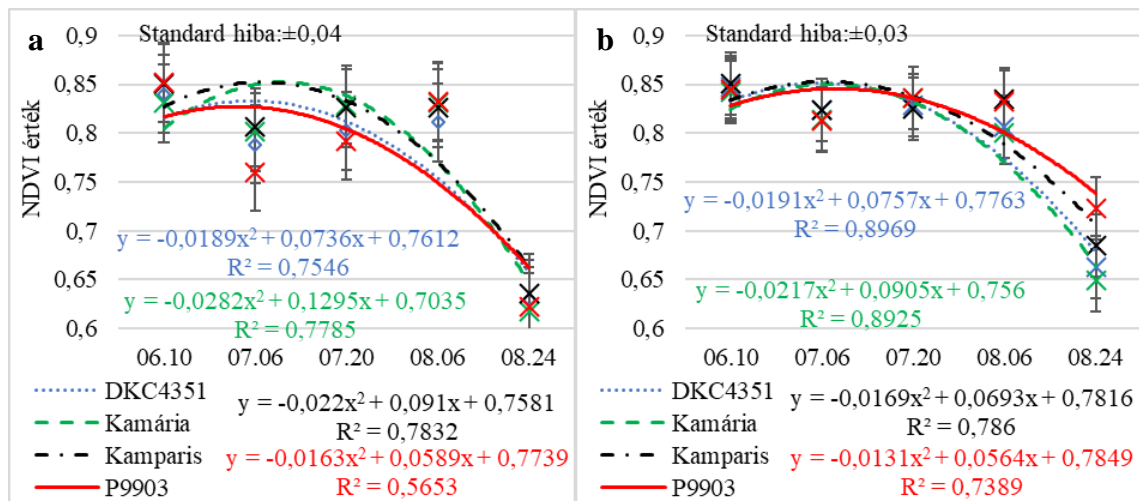 a
Standard hiba:±0,04
NDVI érték
0,9
0,85
0,8
0,75
0,7
0,65
0,6
y = -0,0189x² + 0,0736x + 0,7612
R² = 0,7546
y = -0,0282x² + 0,1295x + 0,7035
R² = 0,7785
06.10 07.06 07.20 08.06 08.24
DKC4351
Kamária
Kamparis
P9903
y = -0,022x² + 0,091x + 0,7581
R² = 0,7832
y = -0,0163x² + 0,0589x + 0,7739
R² = 0,5653
b
Standard hiba:±0,03
NDVI érték
0,9
0,85
0,8
0,75
0,7
0,65
0,6
y = -0,0191x² + 0,0757x + 0,7763
R² = 0,8969
y = -0,0217x² + 0,0905x + 0,756
R² = 0,8925
06.10 07.06 07.20 08.06 08.24
DKC4351
Kamária
Kamparis
P9903
y = -0,0169x² + 0,0693x + 0,7816
R² = 0,786
y = -0,0131x² + 0,0564x + 0,7849
R² = 0,7389